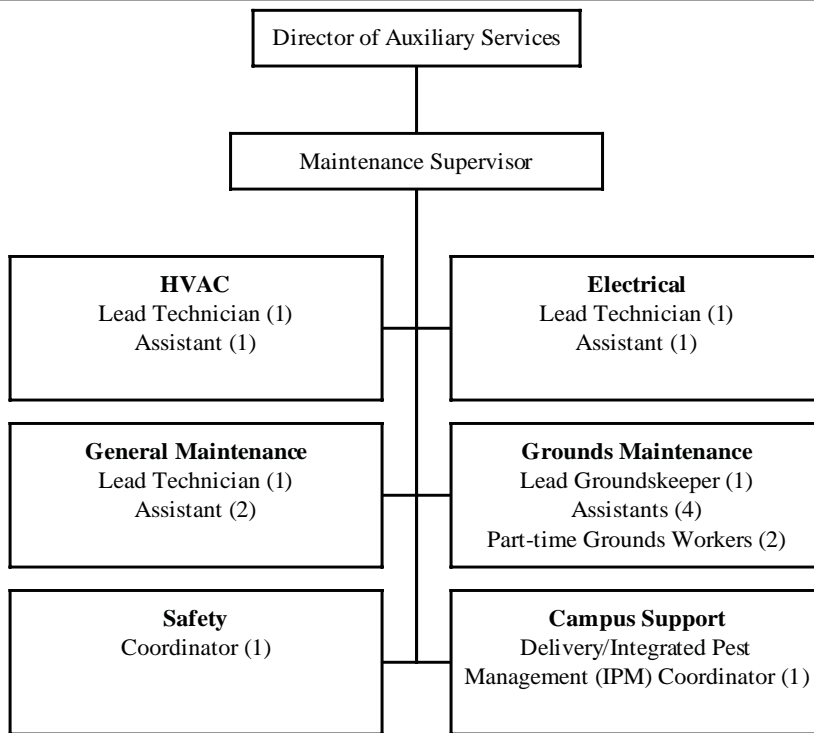 Director of Auxiliary Services
Maintenance Supervisor
HVAC
Lead Technician (1)
Assistant (1)
Electrical
Lead Technician (1)
Assistant (1)
General Maintenance
Lead Technician (1)
Assistant (2)
Grounds Maintenance
Lead Groundskeeper (1)
Assistants (4)
Part-time Grounds Workers (2)
Safety
Coordinator (1)
Campus Support
Delivery/Integrated Pest
Management (IPM) Coordinator (1)